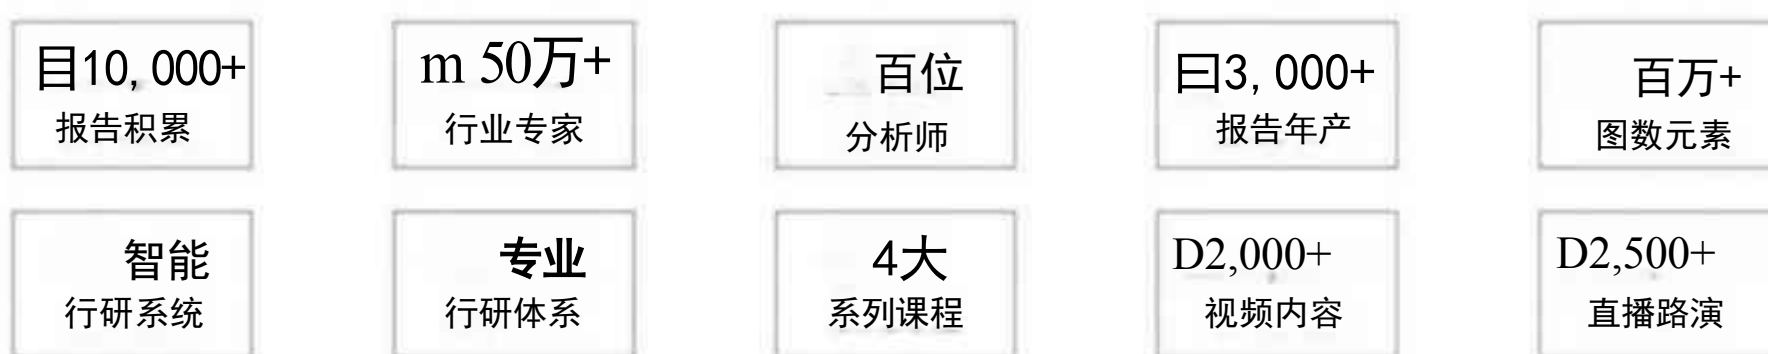 目10,000+
报告积累
m 50万+
行业专家
百位
分析师
曰3,000+
报告年产
百万+
图数元素
智能
行研系统
专业
行研体系
4大
系列课程
D2,000+
视频内容
D2,500+
直播路演